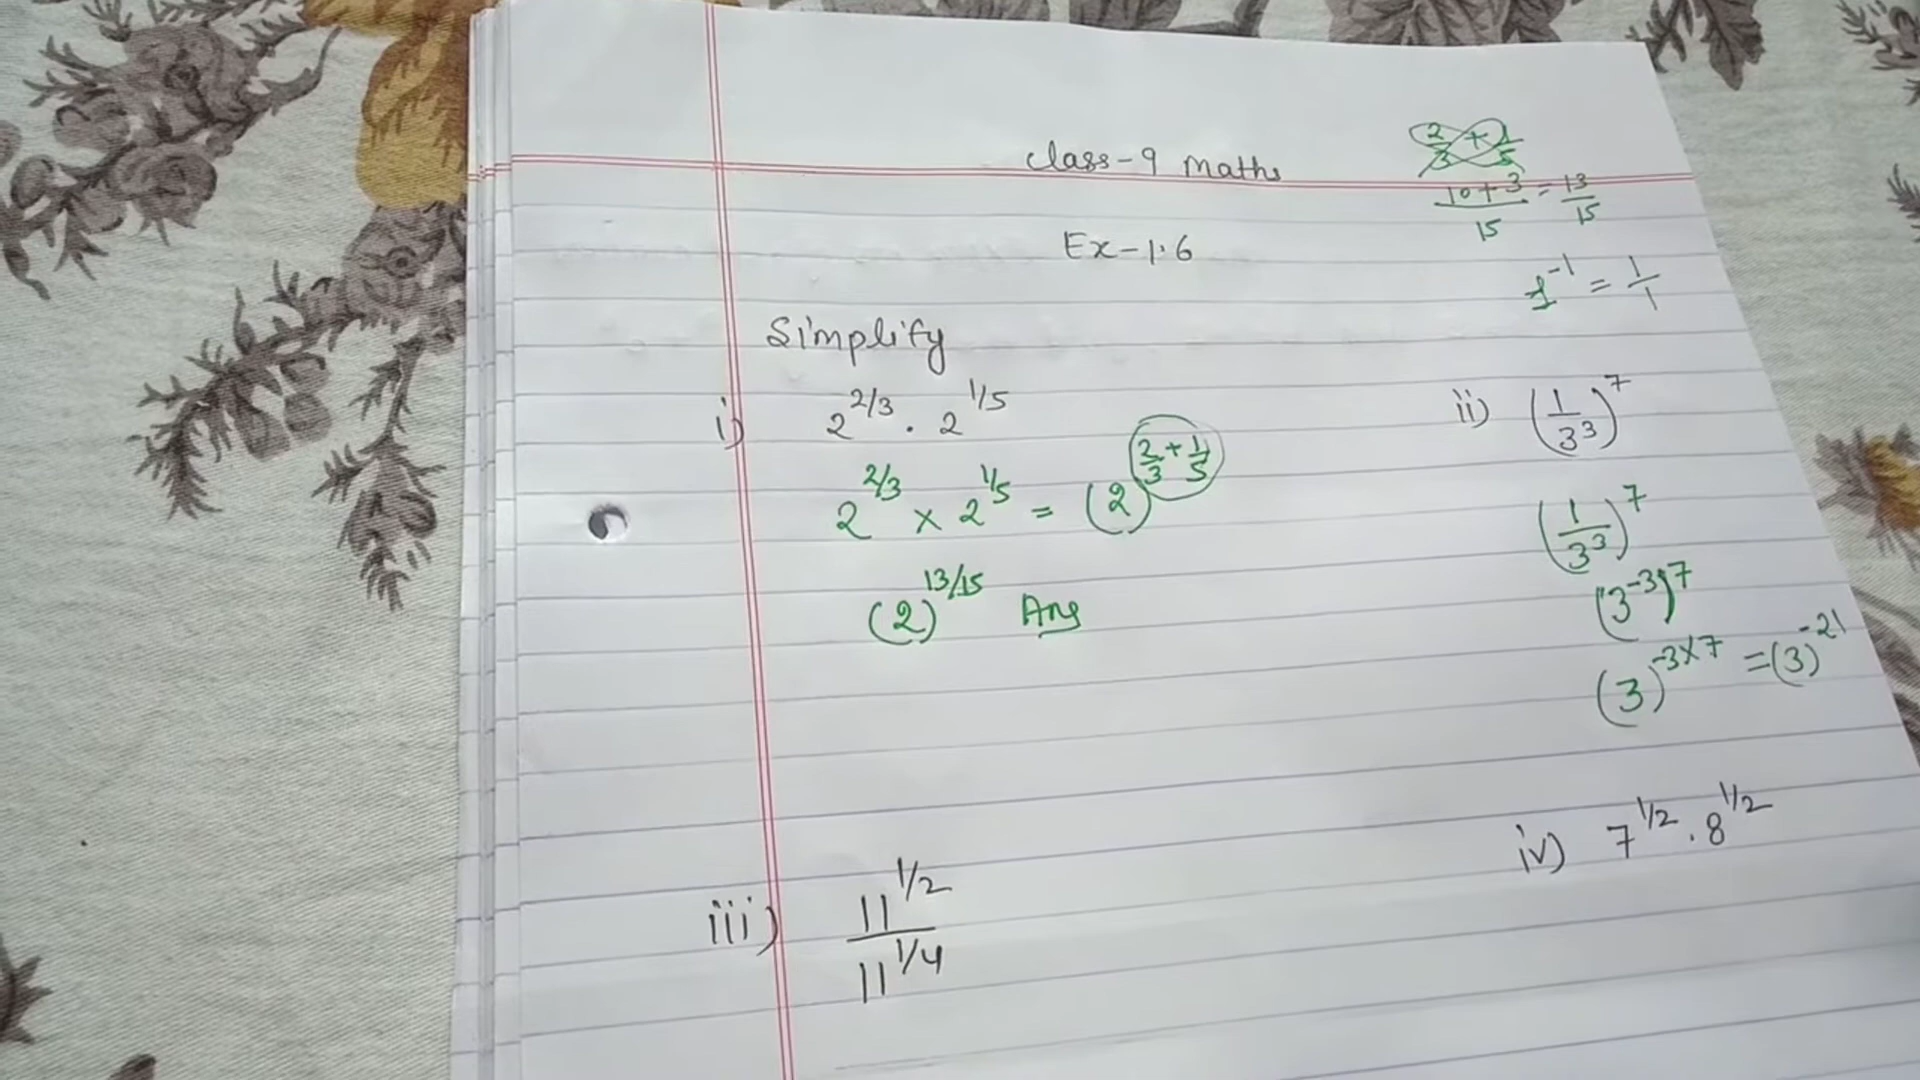 Class-9 Maths
2/3 + 1/5
10+3/15 = 13/15
Ex-1.6
1^-1 = 1/1
Simplify
i) 2^2/3 . 2^1/5
2^2/3 × 2^1/5 = (2)^2/3+1/5
(2)^13/15 Ans
ii) (1/3^3)^7
(1/3^3)^7
(3^-3)^7
(3)^-3×7 = (3)^-21
iii) 11^1/2 / 11^1/4
iv) 7^1/2 . 8^1/2